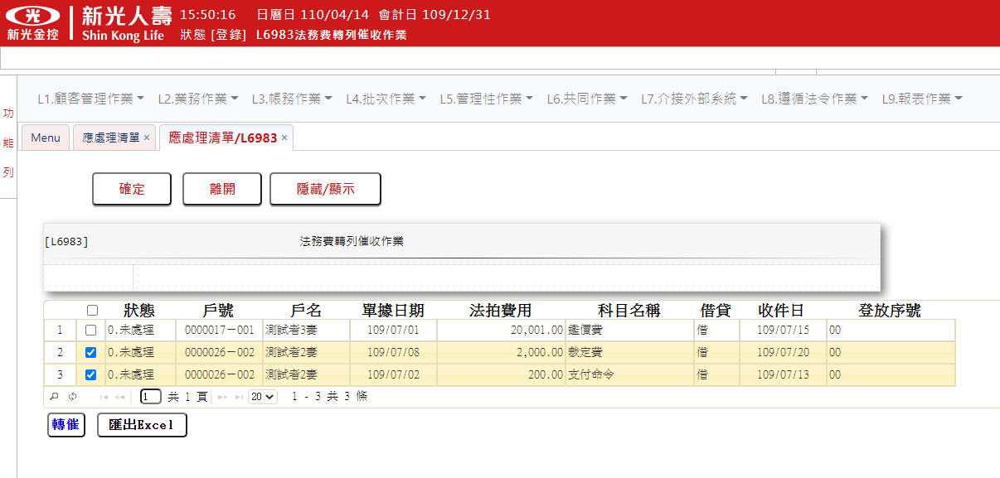 新光金控 新光人壽 Shin Kong Life
15:50:16 日曆日 110/04/14 會計日 109/12/31
狀態 [登錄] L6983法務費轉列催收作業
功能列
L1.顧客管理作業 L2.業務作業 L3.帳務作業 L4.批次作業 L5.管理性作業 L6.共同作業 L7.介接外部系統 L8.遵循法令作業 L9.報表作業
Menu 應處理清單 × 應處理清單/L6983 ×
確定 離開 隱藏/顯示
[L6983] 法務費轉列催收作業
狀態 戶號 戶名 單據日期 法拍費用 科目名稱 借貸 收件日 登放序號
1 0.未處理 0000017－001 測試者3妻 109/07/01 20,001.00 鑑價費 借 109/07/15 00
2 0.未處理 0000026－002 測試者2妻 109/07/08 2,000.00 裁定費 借 109/07/20 00
3 0.未處理 0000026－002 測試者2妻 109/07/02 200.00 支付命令 借 109/07/13 00
1 共 1 頁 20 1 - 3 共 3 條
轉催 匯出Excel